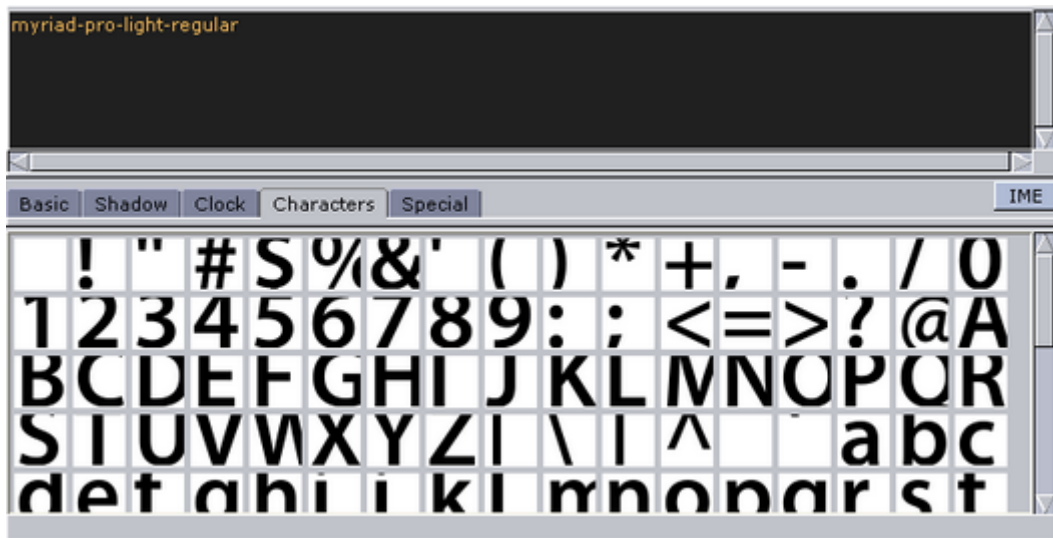 myriad-pro-light-regular
Basic Shadow Clock Characters Special IME
! " # $ % & ' ( ) * + , - . / 0
1 2 3 4 5 6 7 8 9 : ; < = > ? @ A
B C D E F G H I J K L M N O P Q R
S T U V W X Y Z [ \ ] ^ _ ` a b c
d e f g h i j k l m n o p q r s t